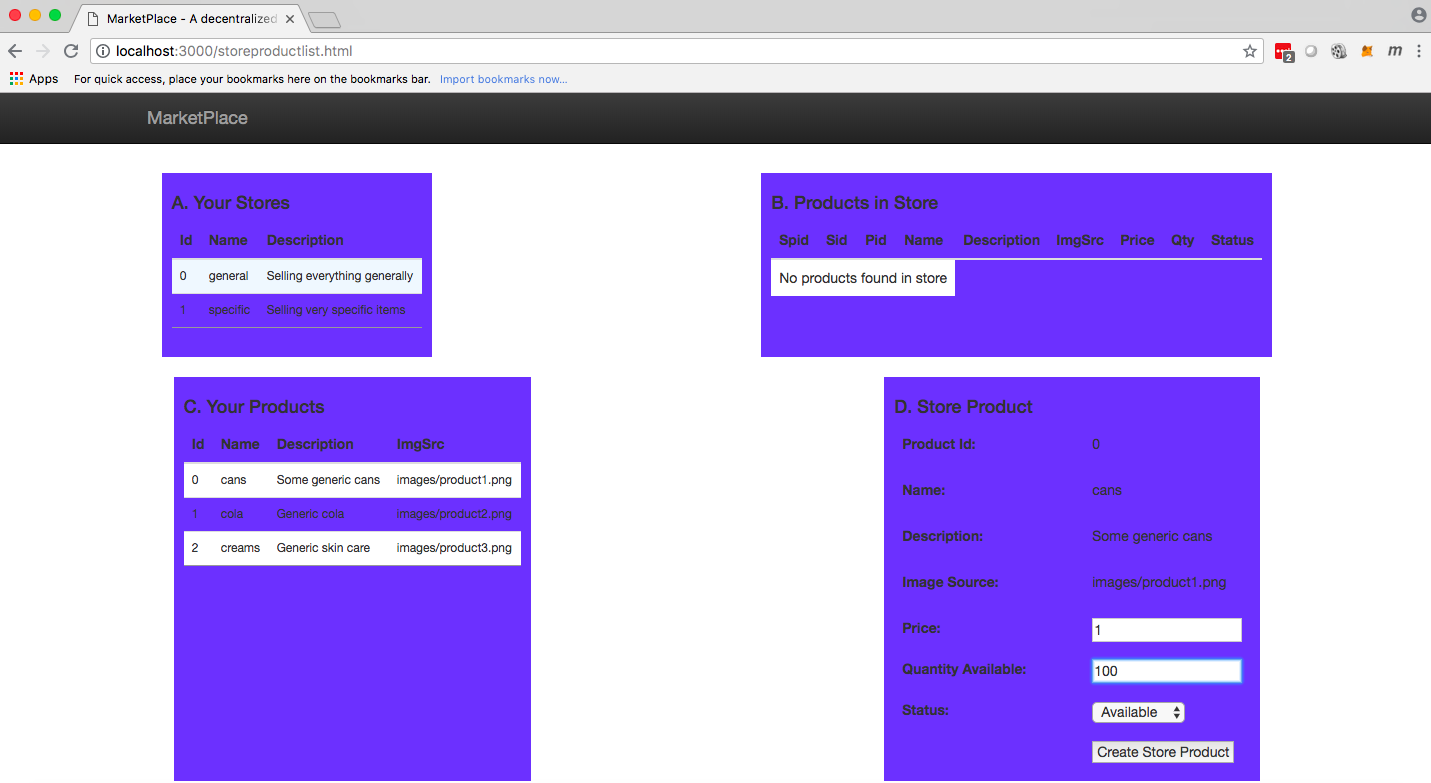 MarketPlace - A decentralized
localhost:3000/storeproductlist.html
2
m
Apps For quick access, place your bookmarks here on the bookmarks bar. Import bookmarks now...
MarketPlace
A. Your Stores
Id Name Description
0 general Selling everything generally
1 specific Selling very specific items
B. Products in Store
Spid Sid Pid Name Description ImgSrc Price Qty Status
No products found in store
C. Your Products
Id Name Description ImgSrc
0 cans Some generic cans images/product1.png
1 cola Generic cola images/product2.png
2 creams Generic skin care images/product3.png
D. Store Product
Product Id: 0
Name: cans
Description: Some generic cans
Image Source: images/product1.png
Price: 1
Quantity Available: 100
Status: Available
Create Store Product